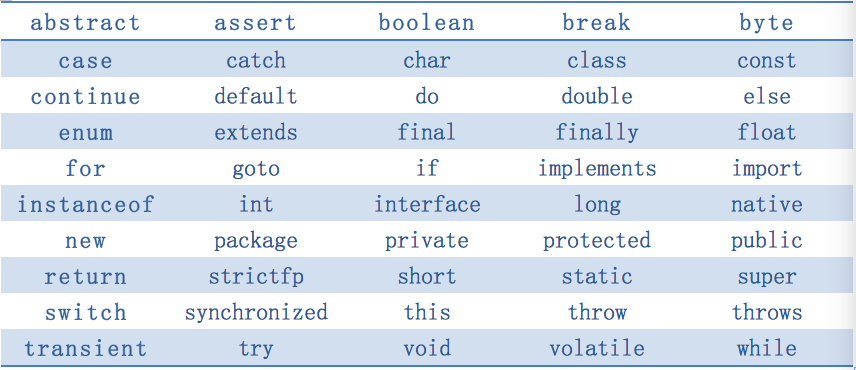 abstract assert boolean break byte
case catch char class const
continue default do double else
enum extends final finally float
for goto if implements import
instanceof int interface long native
new package private protected public
return strictfp short static super
switch synchronized this throw throws
transient try void volatile while